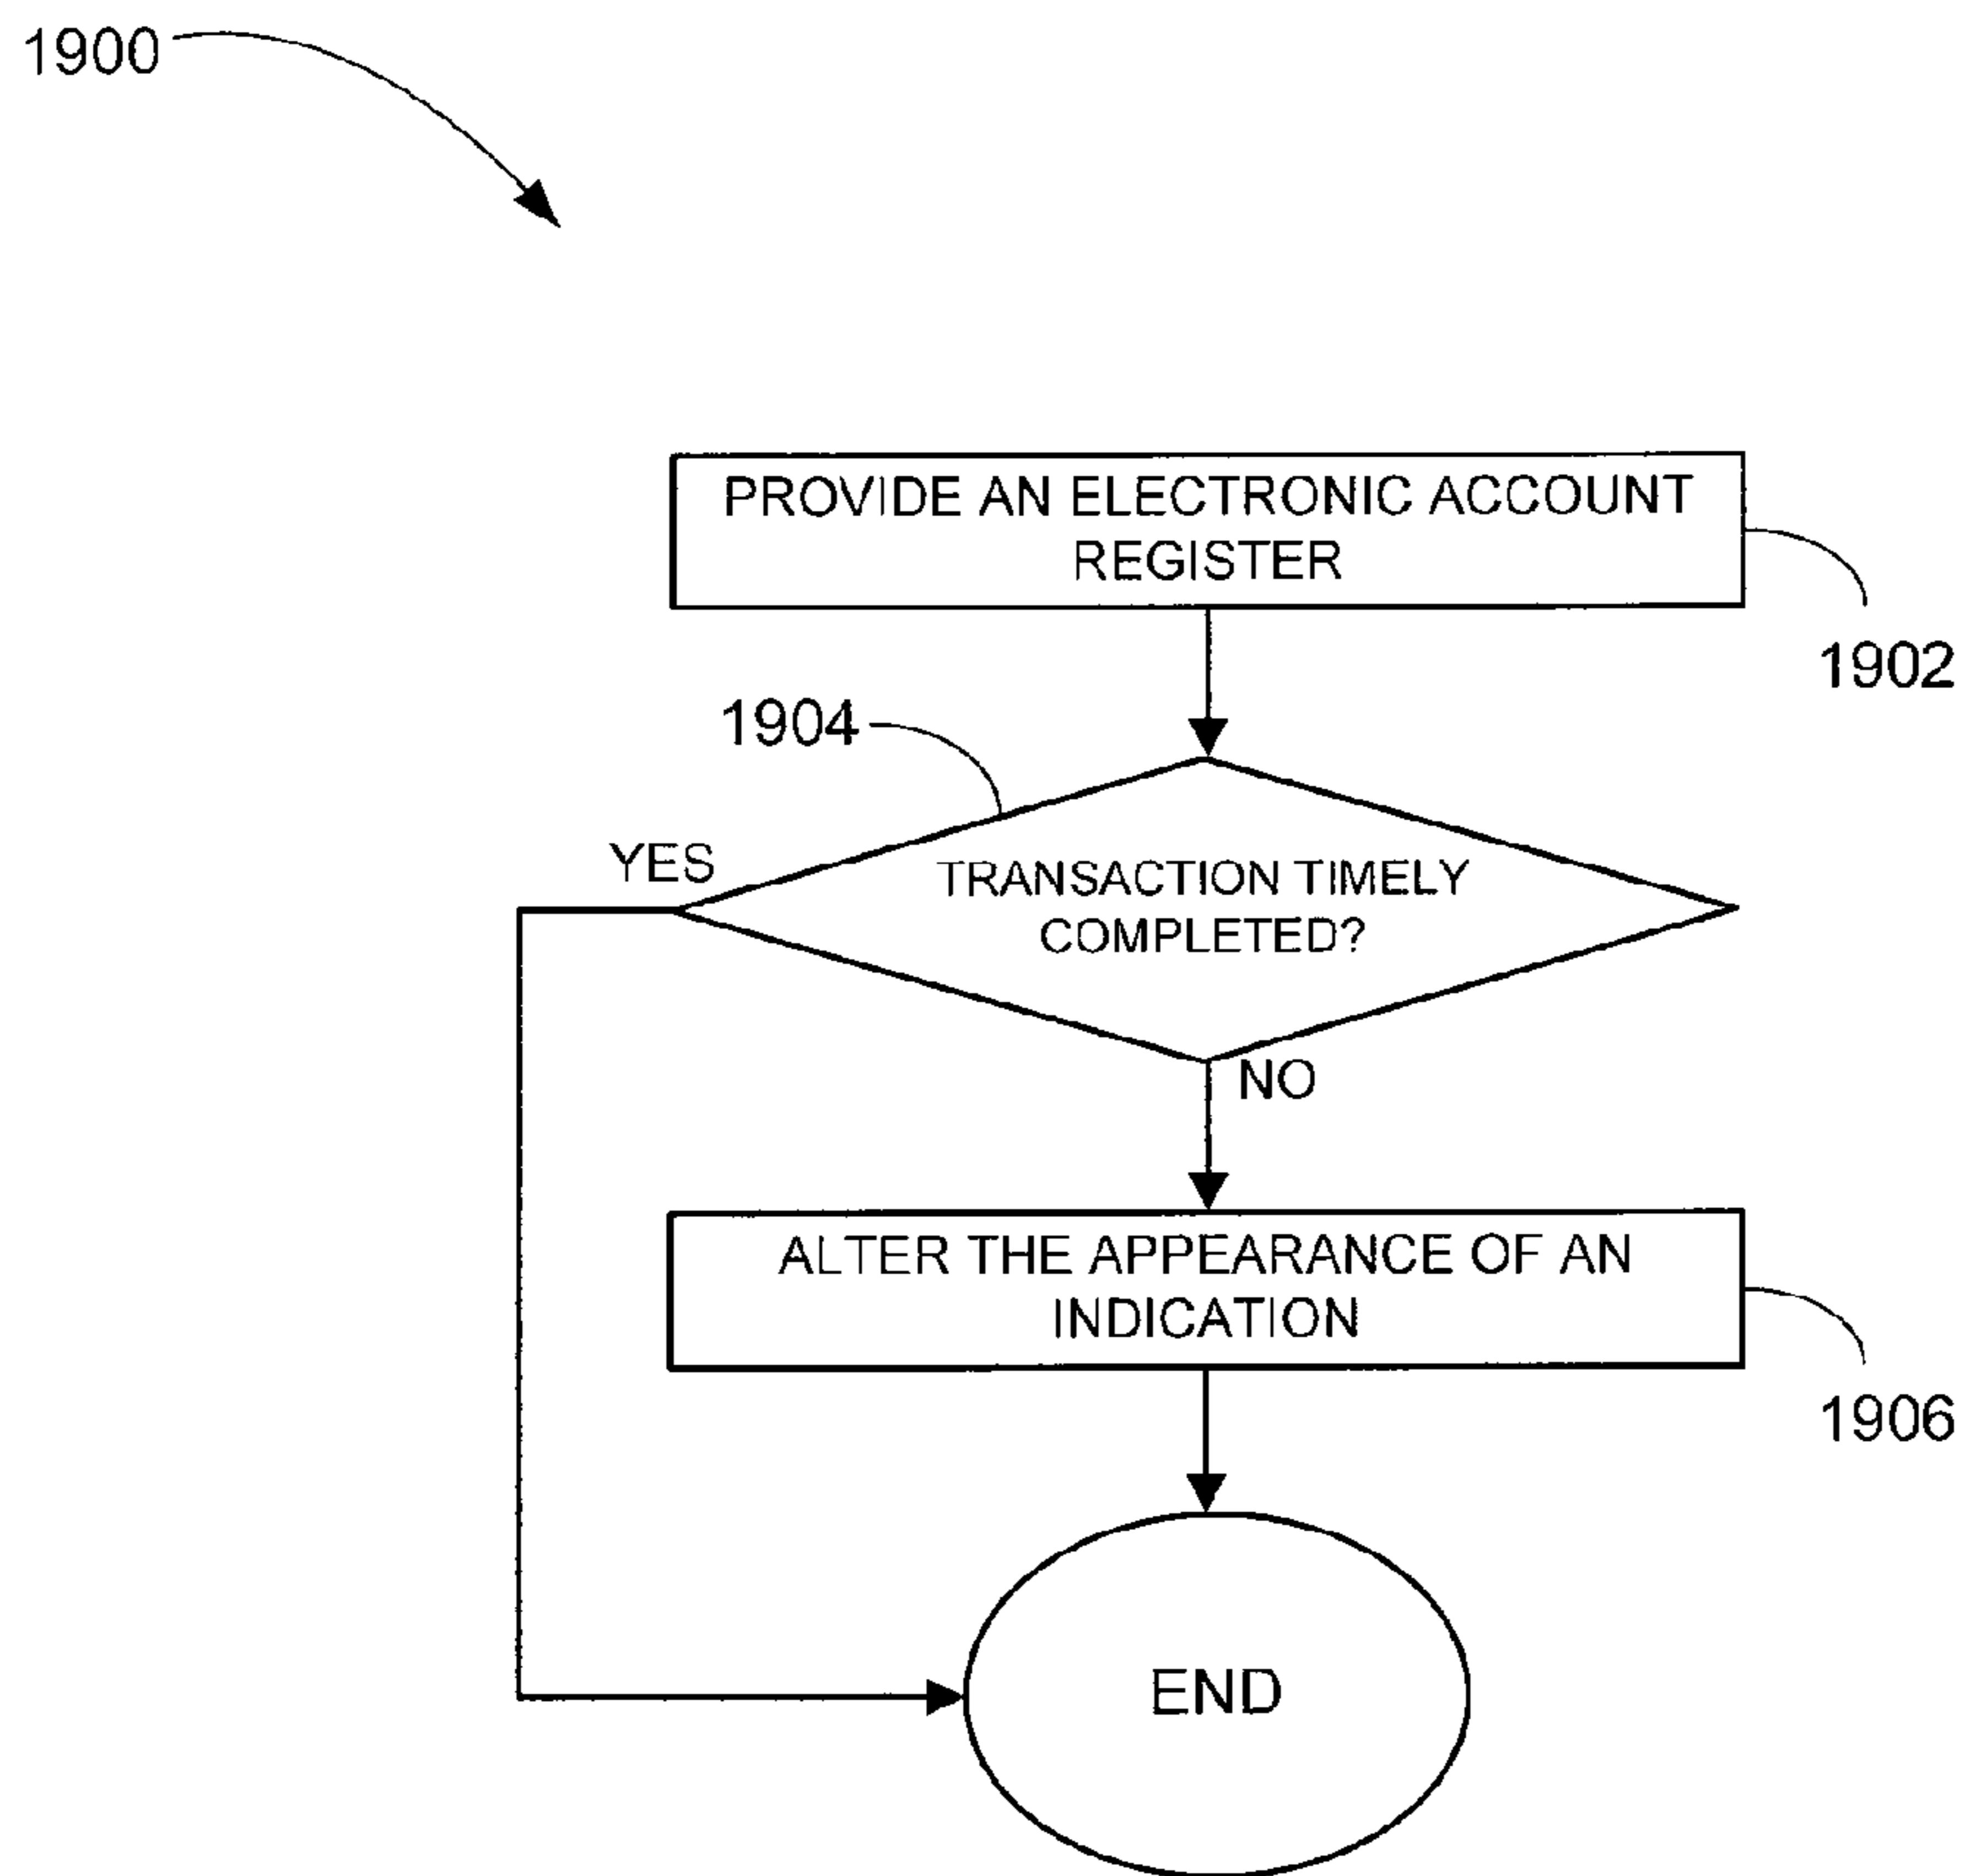 1900
PROVIDE AN ELECTRONIC ACCOUNT
REGISTER
1902
1904
YES
TRANSACTION TIMELY
COMPLETED?
NO
ALTER THE APPEARANCE OF AN
INDICATION
1906
END